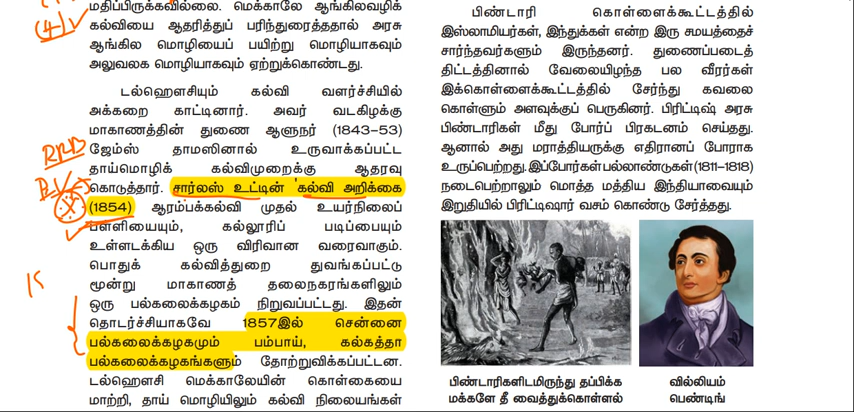 மதிப்பிருக்கவில்லை. மெக்காலே ஆங்கிலவழிக்
கல்வியை ஆதரித்துப் பரிந்துரைத்ததால் அரசு
ஆங்கில மொழியைப் பயிற்று மொழியாகவும்
அலுவலக மொழியாகவும் ஏற்றுக்கொண்டது.
டல்ஹௌசியும் கல்வி வளர்ச்சியில்
அக்கறை காட்டினார். அவர் வடகிழக்கு
மாகாணத்தின் துணை ஆளுநர் (1843–53)
ஜேம்ஸ் தாமஸினால் உருவாக்கப்பட்ட
தாய்மொழிக் கல்விமுறைக்கு ஆதரவு
கொடுத்தார். சார்லஸ் உட்டின் 'கல்வி அறிக்கை
(1854) ஆரம்பக்கல்வி முதல் உயர்நிலைப்
பள்ளியையும், கல்லூரிப் படிப்பையும்
உள்ளடக்கிய ஒரு விரிவான வரைவாகும்.
பொதுக் கல்வித்துறை துவங்கப்பட்டு
மூன்று மாகாணத் தலைநகரங்களிலும்
ஒரு பல்கலைக்கழகம் நிறுவப்பட்டது. இதன்
தொடர்ச்சியாகவே 1857இல் சென்னை
பல்கலைக்கழகமும் பம்பாய், கல்கத்தா
பல்கலைக்கழகங்களும் தோற்றுவிக்கப்பட்டன.
டல்ஹௌசி மெக்காலேயின் கொள்கையை
மாற்றி, தாய் மொழியிலும் கல்வி நிலையங்கள்
RRB
பிண்டாரி கொள்ளைக்கூட்டத்தில்
இஸ்லாமியர்கள், இந்துக்கள் என்ற இரு சமயத்தைச்
சார்ந்தவர்களும் இருந்தனர். துணைப்படைத்
திட்டத்தினால் வேலையிழந்த பல வீரர்கள்
இக்கொள்ளைக்கூட்டத்தில் சேர்ந்து கவலை
கொள்ளும் அளவுக்குப் பெருகினர். பிரிட்டிஷ் அரசு
பிண்டாரிகள் மீது போர்ப் பிரகடனம் செய்தது.
ஆனால் அது மராத்தியருக்கு எதிரானப் போராக
உருப்பெற்றது. இப்போர்கள் பல்லாண்டுகள் (1811–1818)
நடைபெற்றாலும் மொத்த மத்திய இந்தியாவையும்
இறுதியில் பிரிட்டிஷார் வசம் கொண்டு சேர்த்தது.
பிண்டாரிகளிடமிருந்து தப்பிக்க
மக்களே தீ வைத்துக்கொள்ளல்
வில்லியம்
பெண்டிங்